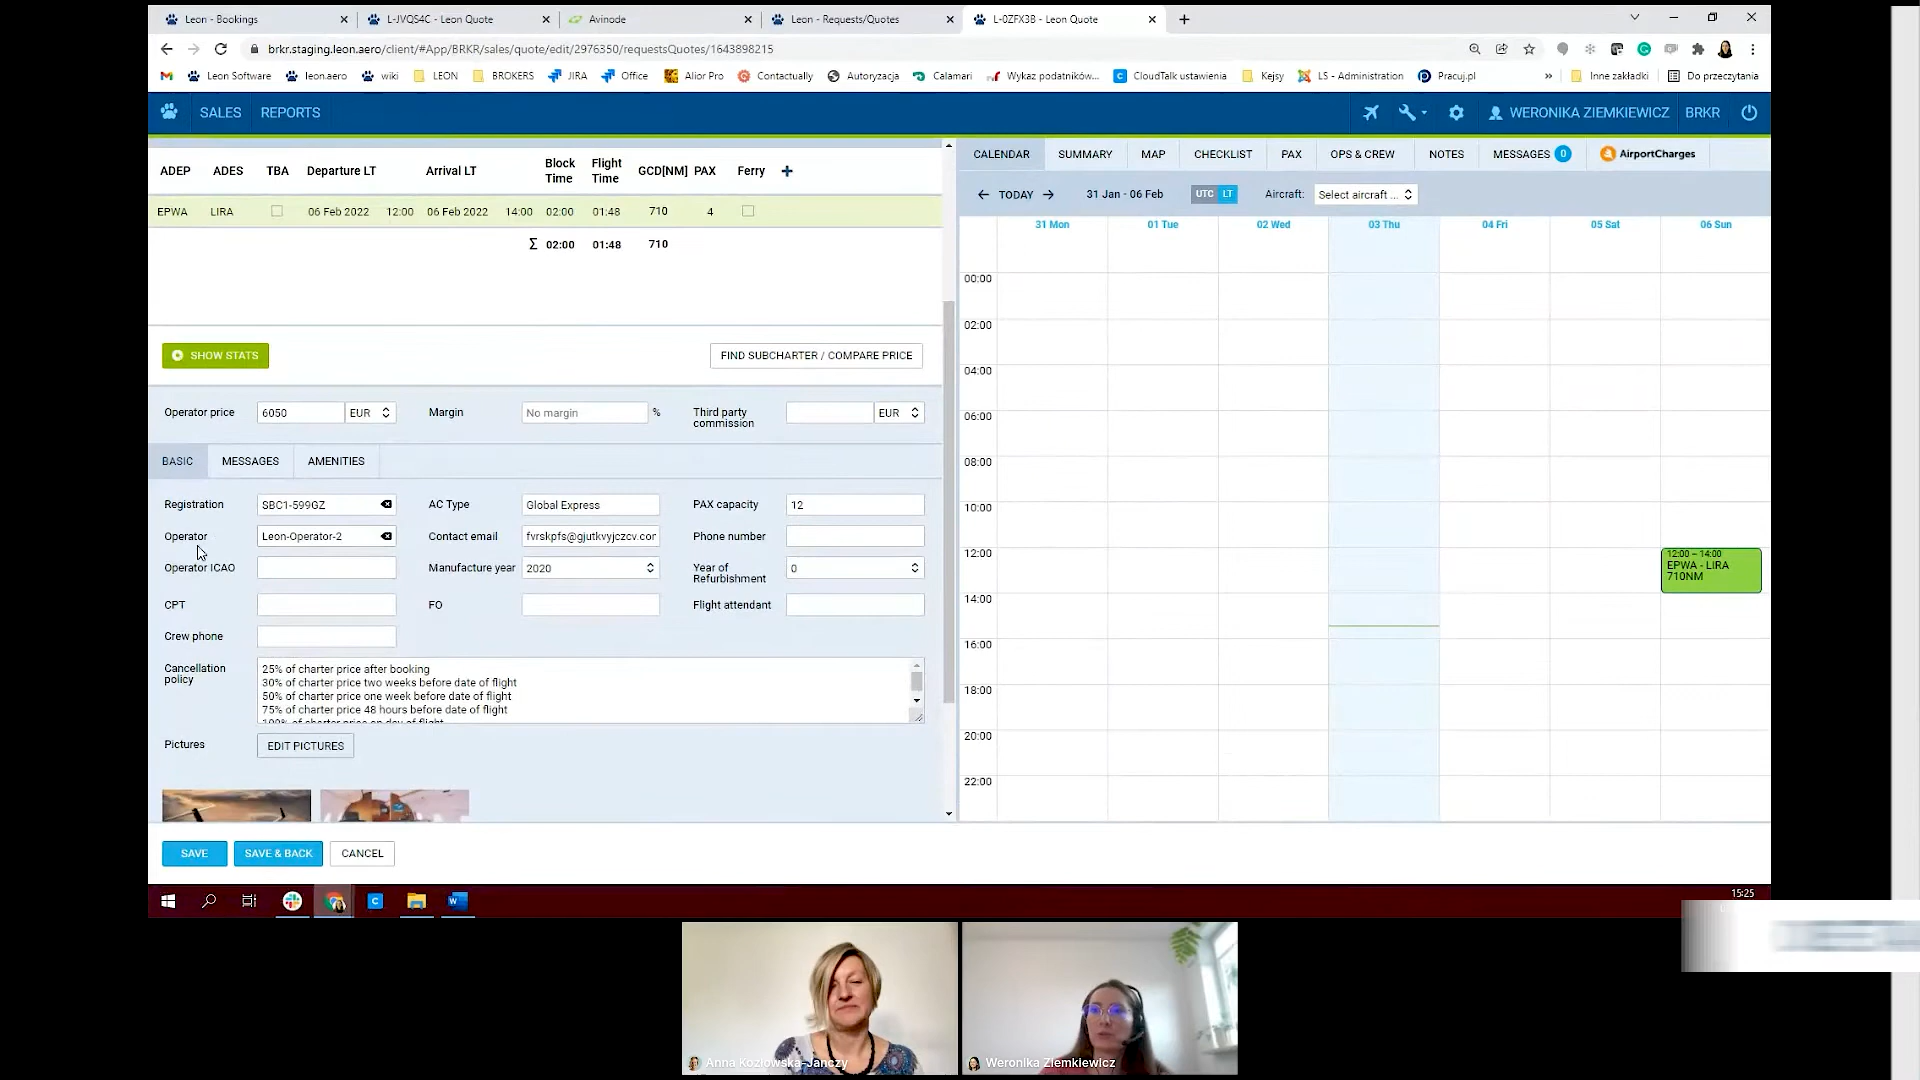 Leon - Bookings
L-JVQS4C - Leon Quote
Avinode
Leon - Requests/Quotes
L-0ZFX3B - Leon Quote
brkr.staging.leon.aero/client/#App/BRKR/sales/quote/edit/2976350/requestsQuotes/1643898215
Leon Software
leon.aero
wiki
LEON
BROKERS
JIRA
Office
Alior Pro
Contactually
Autoryzacja
Calamari
Wykaz podatników...
CloudTalk ustawienia
Kejsy
LS - Administration
Pracuj.pl
»
Inne zakładki
Do przeczytania
SALES REPORTS
WERONIKA ZIEMKIEWICZ BRKR
ADEP ADES TBA Departure LT Arrival LT Block Time Flight Time GCD[NM] PAX Ferry +
EPWA LIRA 06 Feb 2022 12:00 06 Feb 2022 14:00 02:00 01:48 710 4
Σ 02:00 01:48 710
SHOW STATS
FIND SUBCHARTER / COMPARE PRICE
Operator price 6050 EUR Margin No margin % Third party commission EUR
BASIC MESSAGES AMENITIES
Registration SBC1-599GZ AC Type Global Express PAX capacity 12
Operator Leon-Operator-2 Contact email fvrskpfs@gjutkvyjczcv.cor Phone number
Operator ICAO Manufacture year 2020 Year of Refurbishment 0
CPT FO Flight attendant
Crew phone
Cancellation policy
25% of charter price after booking
30% of charter price two weeks before date of flight
50% of charter price one week before date of flight
75% of charter price 48 hours before date of flight
100% of charter price on day of flight
Pictures EDIT PICTURES
SAVE SAVE & BACK CANCEL
CALENDAR SUMMARY MAP CHECKLIST PAX OPS & CREW NOTES MESSAGES 0 AirportCharges
TODAY 31 Jan - 06 Feb UTC LT Aircraft: Select aircraft ...
31 Mon 01 Tue 02 Wed 03 Thu 04 Fri 05 Sat 06 Sun
00:00
02:00
04:00
06:00
08:00
10:00
12:00
14:00
16:00
18:00
20:00
22:00
12:00 – 14:00
EPWA - LIRA
710NM
15:25
Anna Kozłowska-Janczy
Weronika Ziemkiewicz